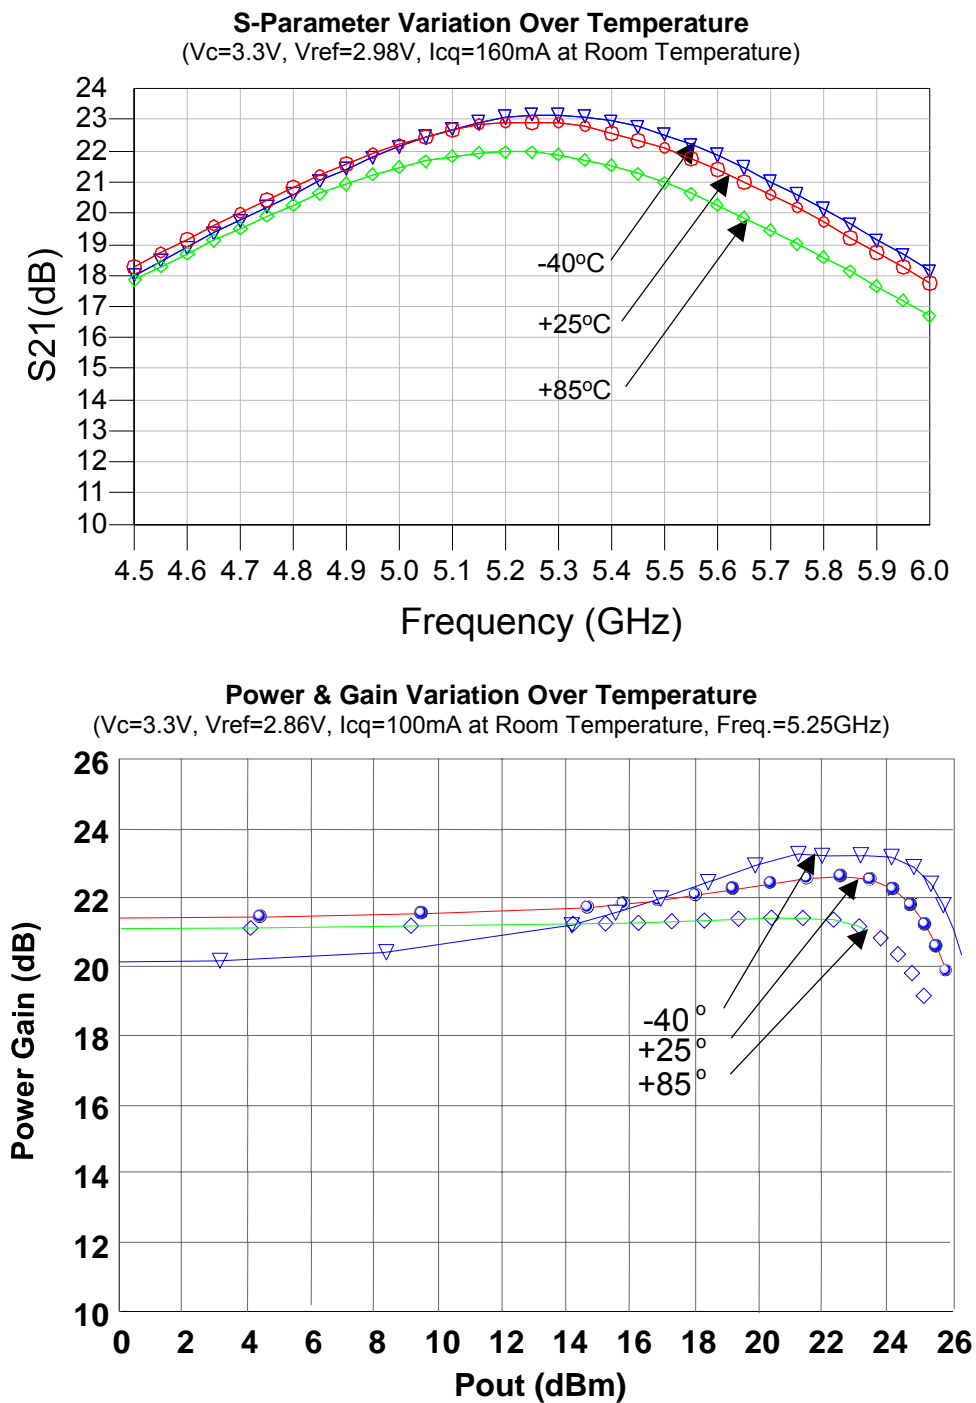 S-Parameter Variation Over Temperature
(Vc=3.3V, Vref=2.98V, Icq=160mA at Room Temperature)
24
23
22
21
20
19
18
17
16
15
14
13
12
11
10
S21(dB)
-40ºC
+25ºC
+85ºC
4.5 4.6 4.7 4.8 4.9 5.0 5.1 5.2 5.3 5.4 5.5 5.6 5.7 5.8 5.9 6.0
Frequency (GHz)
Power & Gain Variation Over Temperature
(Vc=3.3V, Vref=2.86V, Icq=100mA at Room Temperature, Freq.=5.25GHz)
26
24
22
20
18
16
14
12
10
Power Gain (dB)
-40º
+25º
+85º
0 2 4 6 8 10 12 14 16 18 20 22 24 26
Pout (dBm)